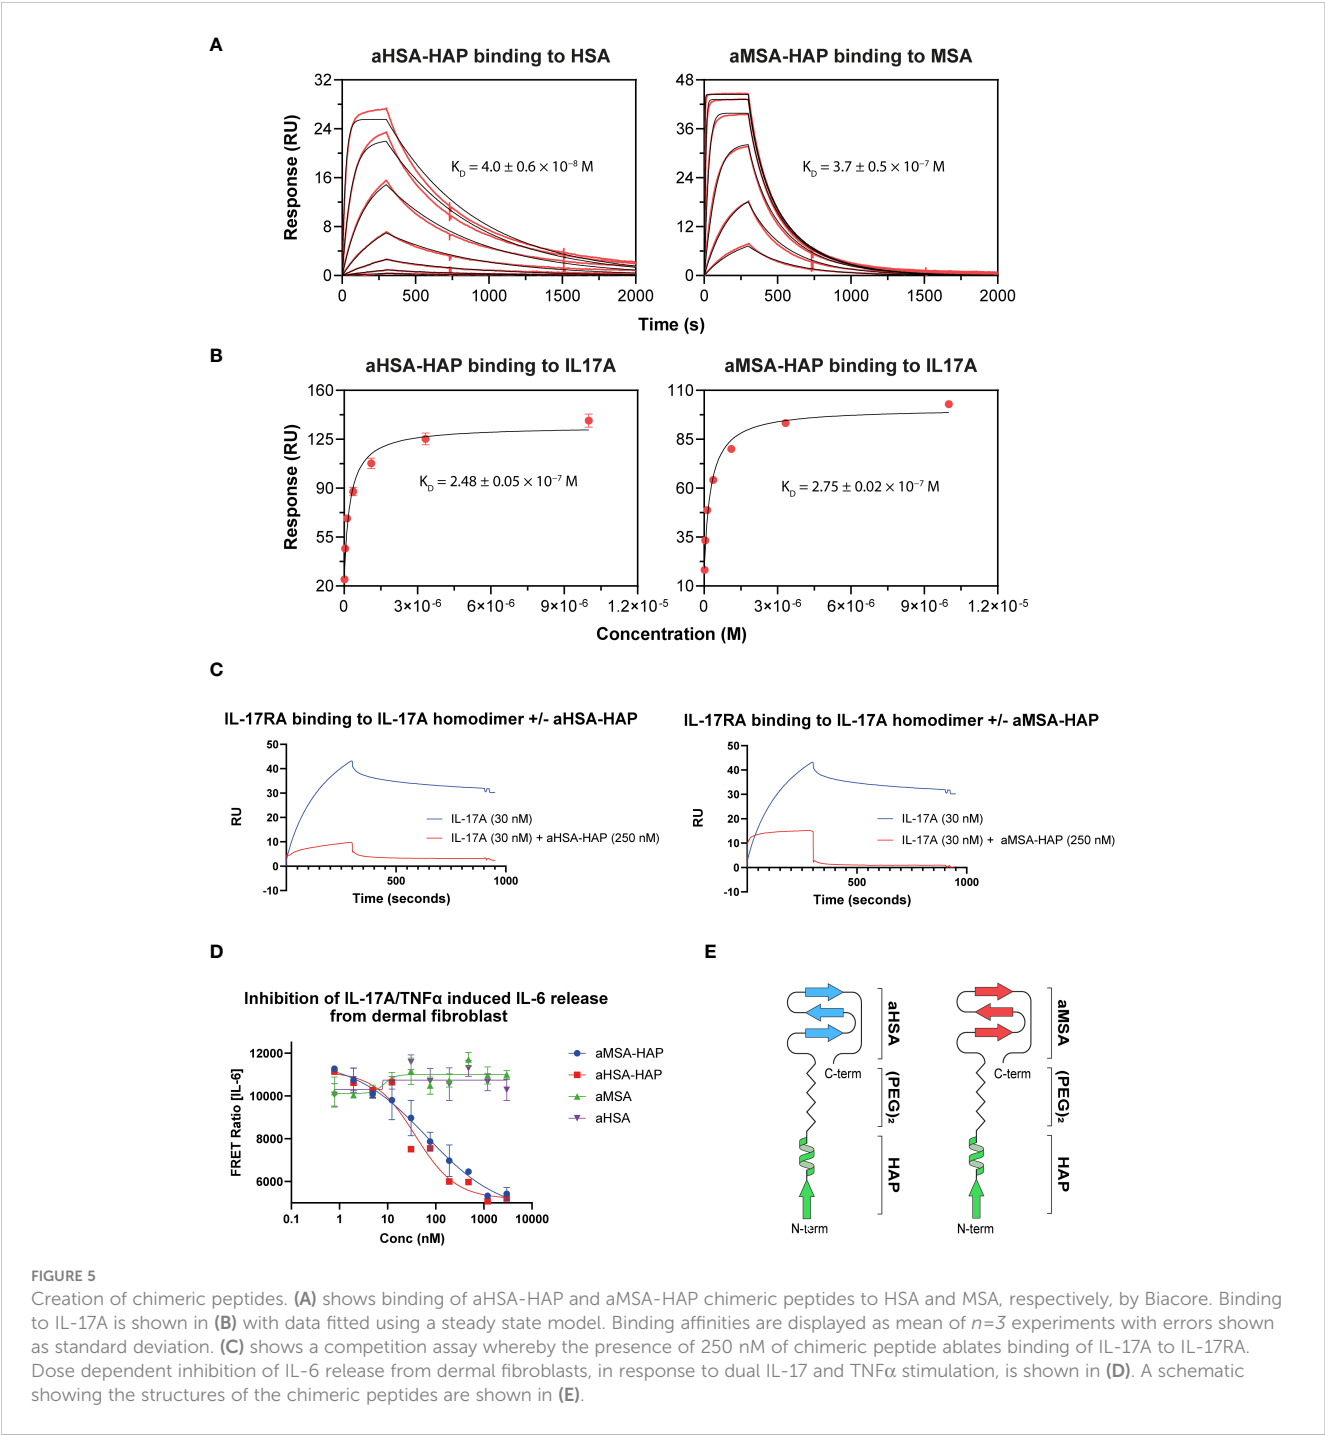 A
aHSA-HAP binding to HSA
aMSA-HAP binding to MSA
Response (RU)
32
24
16
8
0
K_D = 4.0 ± 0.6 × 10⁻⁸ M
0 500 1000 1500 2000
48
36
24
12
0
K_D = 3.7 ± 0.5 × 10⁻⁷ M
0 500 1000 1500 2000
Time (s)
B
aHSA-HAP binding to IL17A
aMSA-HAP binding to IL17A
Response (RU)
160
125
90
55
20
K_D = 2.48 ± 0.05 × 10⁻⁷ M
0 3×10⁻⁶ 6×10⁻⁶ 9×10⁻⁶ 1.2×10⁻⁵
110
85
60
35
10
K_D = 2.75 ± 0.02 × 10⁻⁷ M
0 3×10⁻⁶ 6×10⁻⁶ 9×10⁻⁶ 1.2×10⁻⁵
Concentration (M)
C
IL-17RA binding to IL-17A homodimer +/- aHSA-HAP
RU
50
40
30
20
10
0
-10
IL-17A (30 nM)
IL-17A (30 nM) + aHSA-HAP (250 nM)
500 1000
Time (seconds)
IL-17RA binding to IL-17A homodimer +/- aMSA-HAP
RU
50
40
30
20
10
0
-10
IL-17A (30 nM)
IL-17A (30 nM) + aMSA-HAP (250 nM)
500 1000
Time (seconds)
D
Inhibition of IL-17A/TNFα induced IL-6 release
from dermal fibroblast
FRET Ratio [IL-6]
12000
10000
8000
6000
0.1 1 10 100 1000 10000
Conc (nM)
aMSA-HAP
aHSA-HAP
aMSA
aHSA
E
aHSA
C-term
(PEG)₂
HAP
N-term
aMSA
C-term
(PEG)₂
HAP
N-term
FIGURE 5
Creation of chimeric peptides. (A) shows binding of aHSA-HAP and aMSA-HAP chimeric peptides to HSA and MSA, respectively, by Biacore. Binding
to IL-17A is shown in (B) with data fitted using a steady state model. Binding affinities are displayed as mean of n=3 experiments with errors shown
as standard deviation. (C) shows a competition assay whereby the presence of 250 nM of chimeric peptide ablates binding of IL-17A to IL-17RA.
Dose dependent inhibition of IL-6 release from dermal fibroblasts, in response to dual IL-17 and TNFα stimulation, is shown in (D). A schematic
showing the structures of the chimeric peptides are shown in (E).